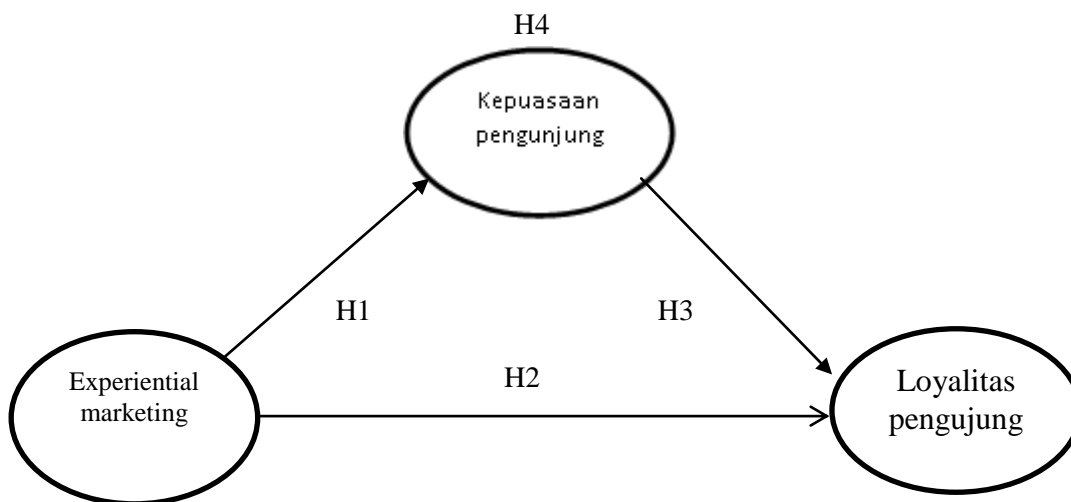 H4
Kepuasaan
pengunjung
H1
H3
H2
Experiential
marketing
Loyalitas
pengujung